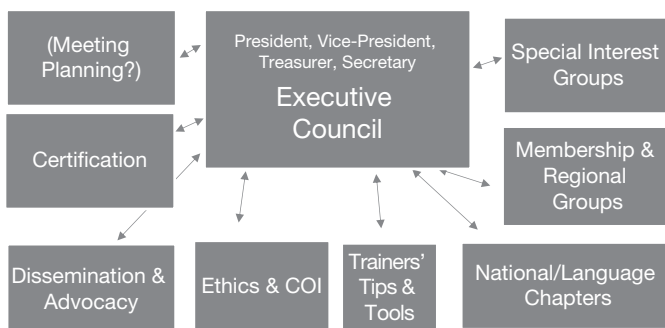 (Meeting
Planning?)
President, Vice-President,
Treasurer, Secretary
Executive
Council
Special Interest
Groups
Certification
Membership &
Regional
Groups
Dissemination &
Advocacy
Ethics & COI
Trainers'
Tips &
Tools
National/Language
Chapters